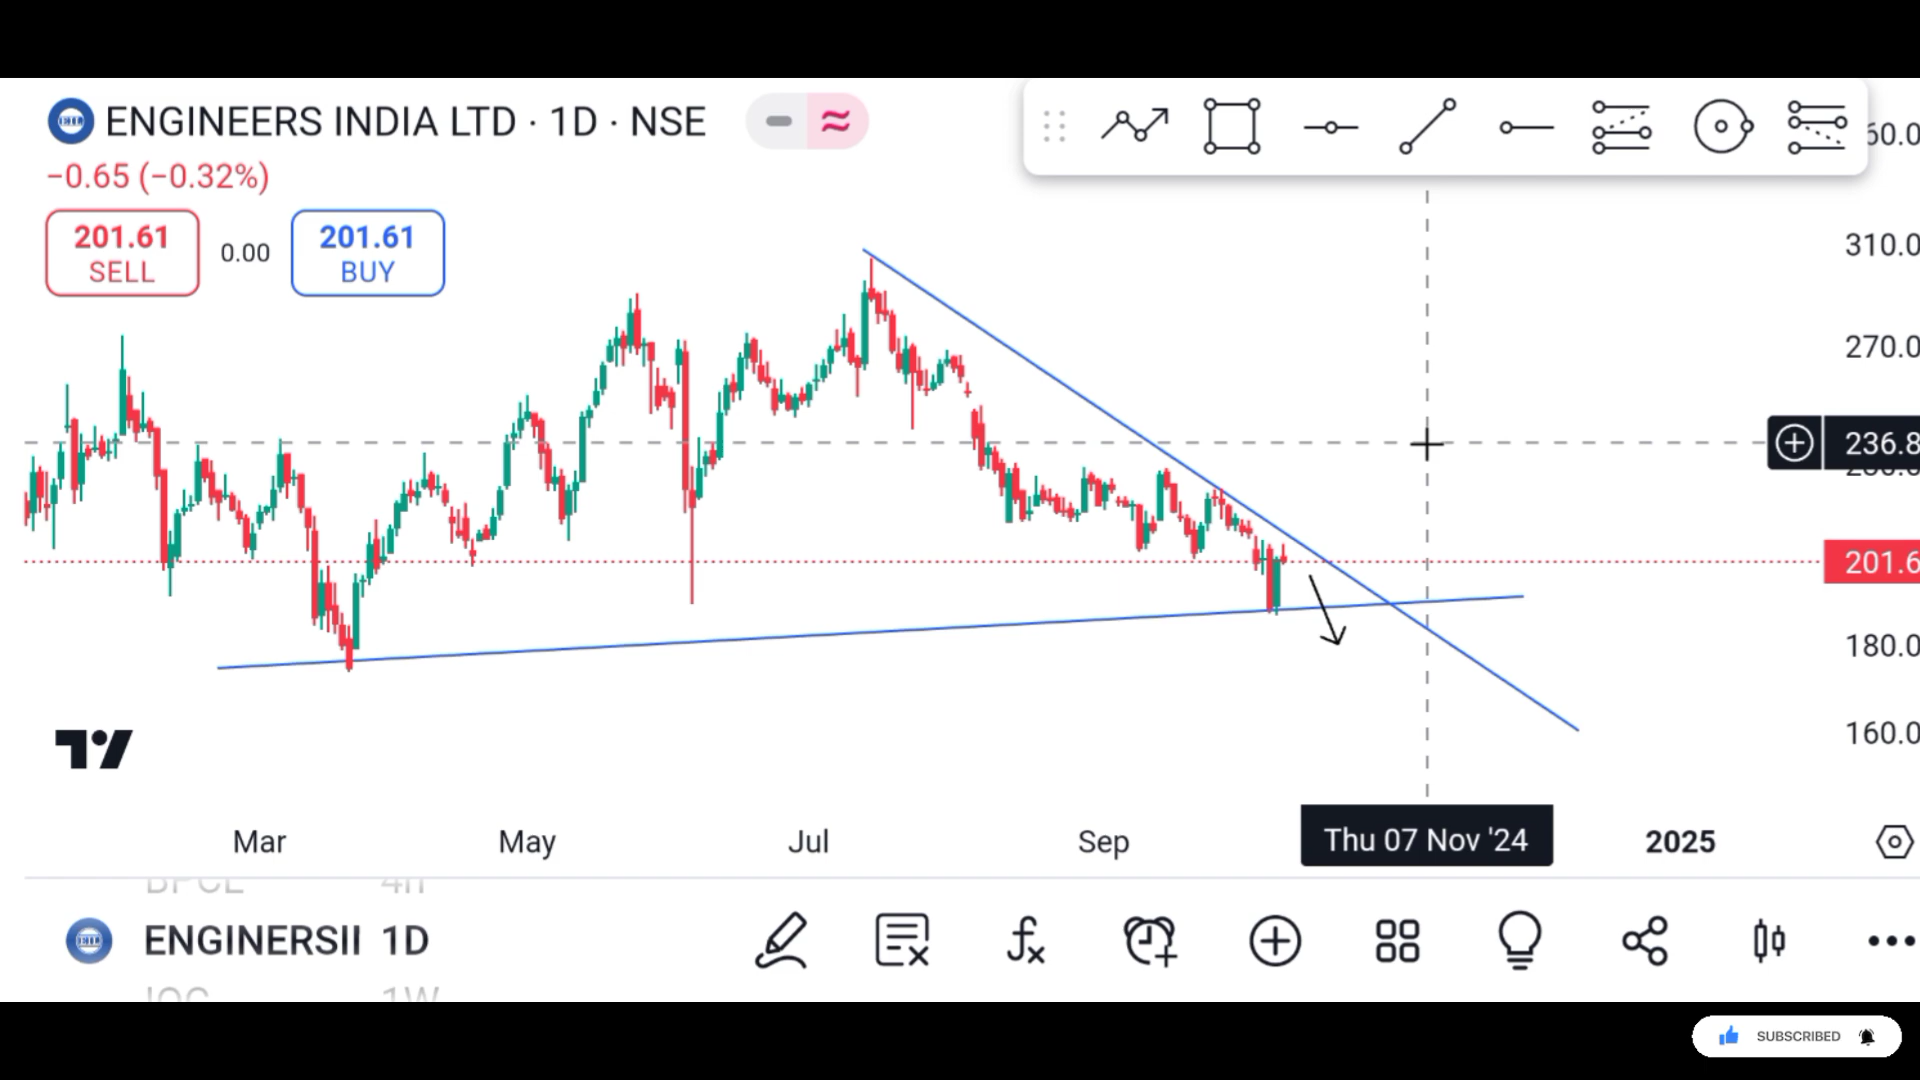 ENGINEERS INDIA LTD · 1D · NSE
−0.65 (−0.32%)
201.61
SELL
0.00
201.61
BUY
60.0
310.0
270.0
236.8
201.6
180.0
160.0
Mar
May
Jul
Sep
Thu 07 Nov '24
2025
EIL
ENGINERSII 1D
SUBSCRIBED